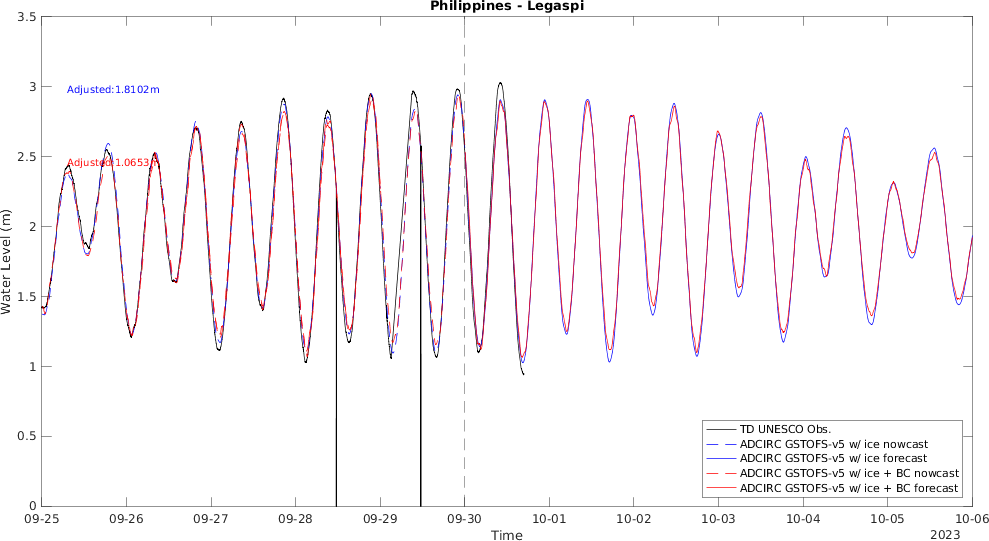 Philippines - Legaspi
3.5
3
2.5
2
1.5
1
0.5
0
Water Level (m)
Adjusted:1.8102m
Adjusted:1.0653m
TD UNESCO Obs.
ADCIRC GSTOFS-v5 w/ ice nowcast
ADCIRC GSTOFS-v5 w/ ice forecast
ADCIRC GSTOFS-v5 w/ ice + BC nowcast
ADCIRC GSTOFS-v5 w/ ice + BC forecast
09-25 09-26 09-27 09-28 09-29 09-30 10-01 10-02 10-03 10-04 10-05 10-06
Time
2023